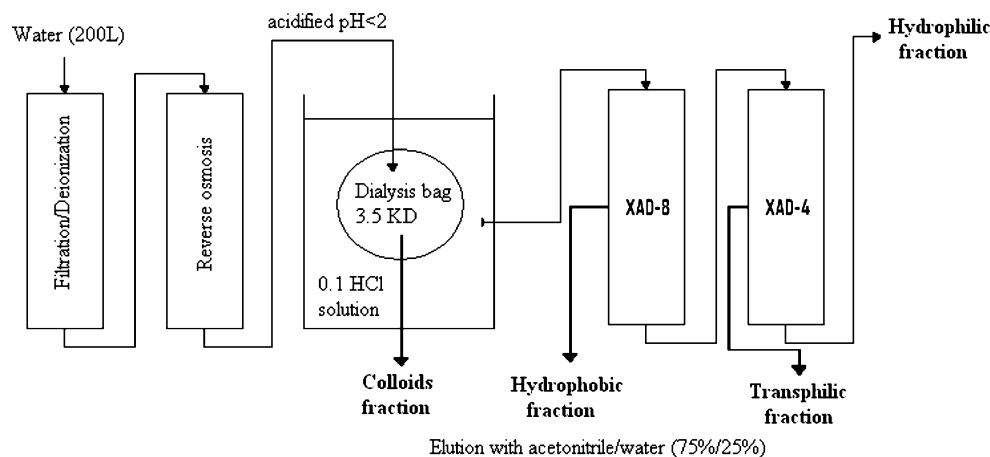 Water (200L)
acidified pH<2
Filtration/Deionization
Reverse osmosis
Dialysis bag
3.5 KD
0.1 HCl
solution
XAD-8
XAD-4
Hydrophilic
fraction
Colloids
fraction
Hydrophobic
fraction
Transphilic
fraction
Elution with acetonitrile/water (75%/25%)